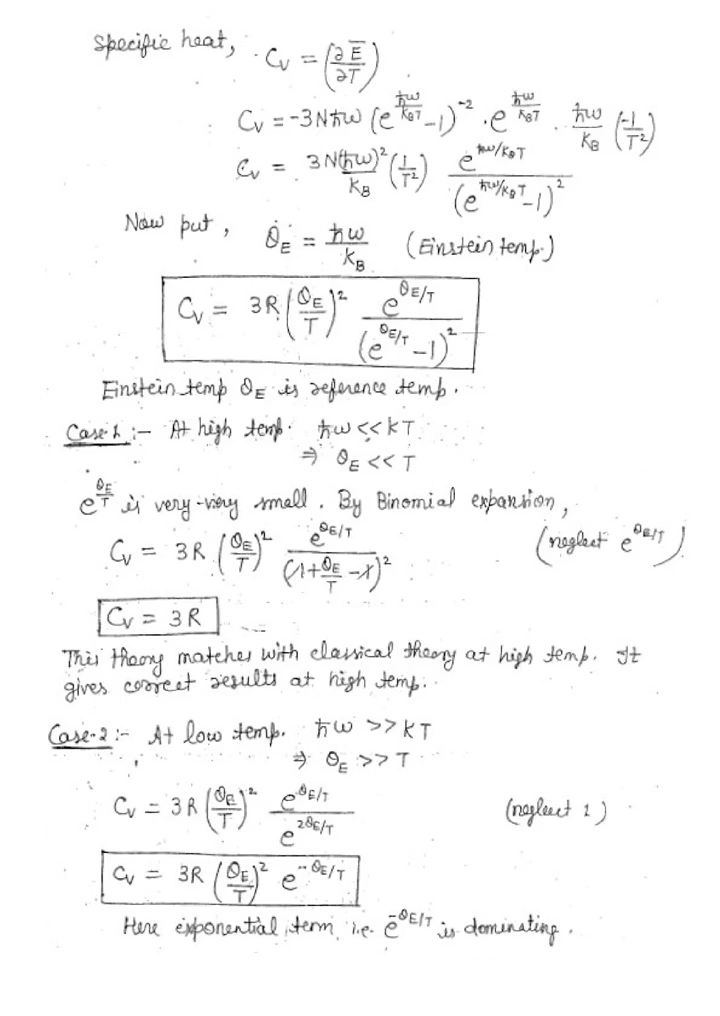 Specific heat, C_V = (∂Ē/∂T)
C_V = -3Nħω (e^(ħω/K_BT) - 1)^-2 · e^(ħω/K_BT) · ħω/K_B (-1/T²)
C_V = 3N(ħω)²/K_B (1/T²) e^(ħω/K_BT)/(e^(ħω/K_BT) - 1)²
Now put, θ_E = ħω/K_B (Einstein temp.)
C_V = 3R (θ_E/T)² e^(θ_E/T)/(e^(θ_E/T) - 1)²
Einstein temp θ_E is reference temp.
Case 1 :- At high temp. ħω << kT
⇒ θ_E << T
e^(θ_E/T) is very-very small. By Binomial expansion,
C_V = 3R (θ_E/T)² e^(θ_E/T)/(1 + θ_E/T - 1)² (neglect e^(θ_E/T))
C_V = 3R
This theory matches with classical theory at high temp. It
gives correct results at high temp.
Case-2 :- At low temp. ħω >> kT
⇒ θ_E >> T
C_V = 3R (θ_E/T)² e^(θ_E/T)/e^(2θ_E/T) (neglect 1)
C_V = 3R (θ_E/T)² e^(-θ_E/T)
Here exponential term i.e. e^(-θ_E/T) is dominating.